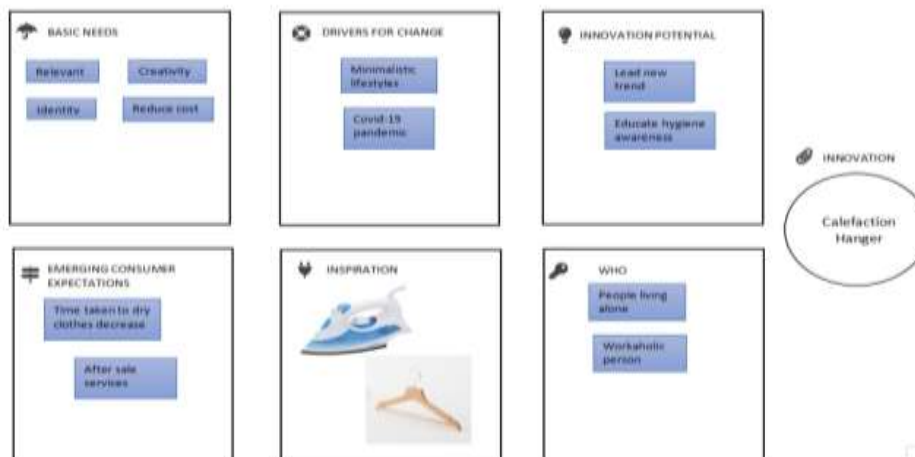 BASIC NEEDS
Relevant
Creativity
Identity
Reduce cost
DRIVERS FOR CHANGE
Minimalistic
lifestyles
Covid-19
pandemic
INNOVATION POTENTIAL
Lead new
trend
Educate hygiene
awareness
INNOVATION
Calefaction
Hanger
EMERGING CONSUMER
EXPECTATIONS
Time taken to dry
clothes decrease
After sale
services
INSPIRATION
WHO
People living
alone
Workaholic
person